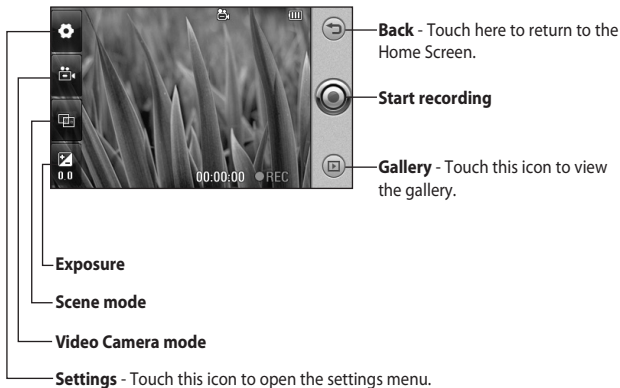 Back - Touch here to return to the
Home Screen.
Start recording
Gallery - Touch this icon to view
the gallery.
0.0
00:00:00 REC
Exposure
Scene mode
Video Camera mode
Settings - Touch this icon to open the settings menu.